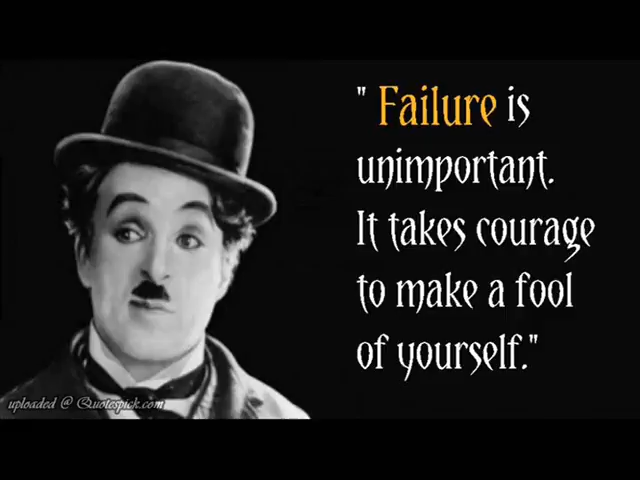 " Failure is
unimportant.
It takes courage
to make a fool
of yourself."
uploaded @ Quotespick.com